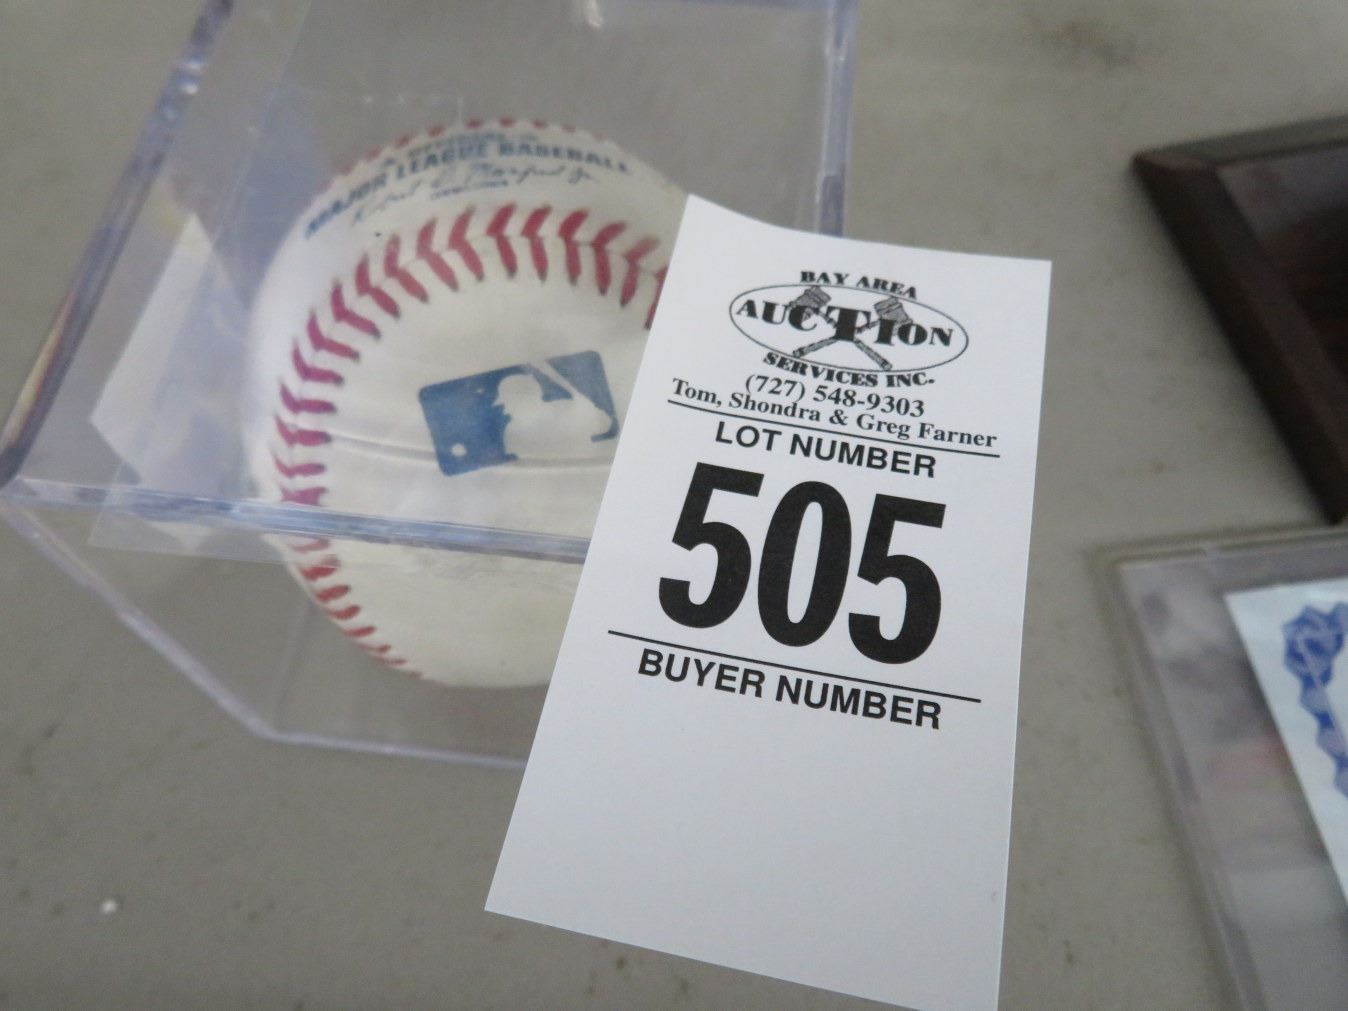 MAJOR LEAGUE BASEBALL
BAY AREA
AUCTION
SERVICES INC.
(727) 548-9303
Tom, Shondra & Greg Farner
LOT NUMBER
505
BUYER NUMBER